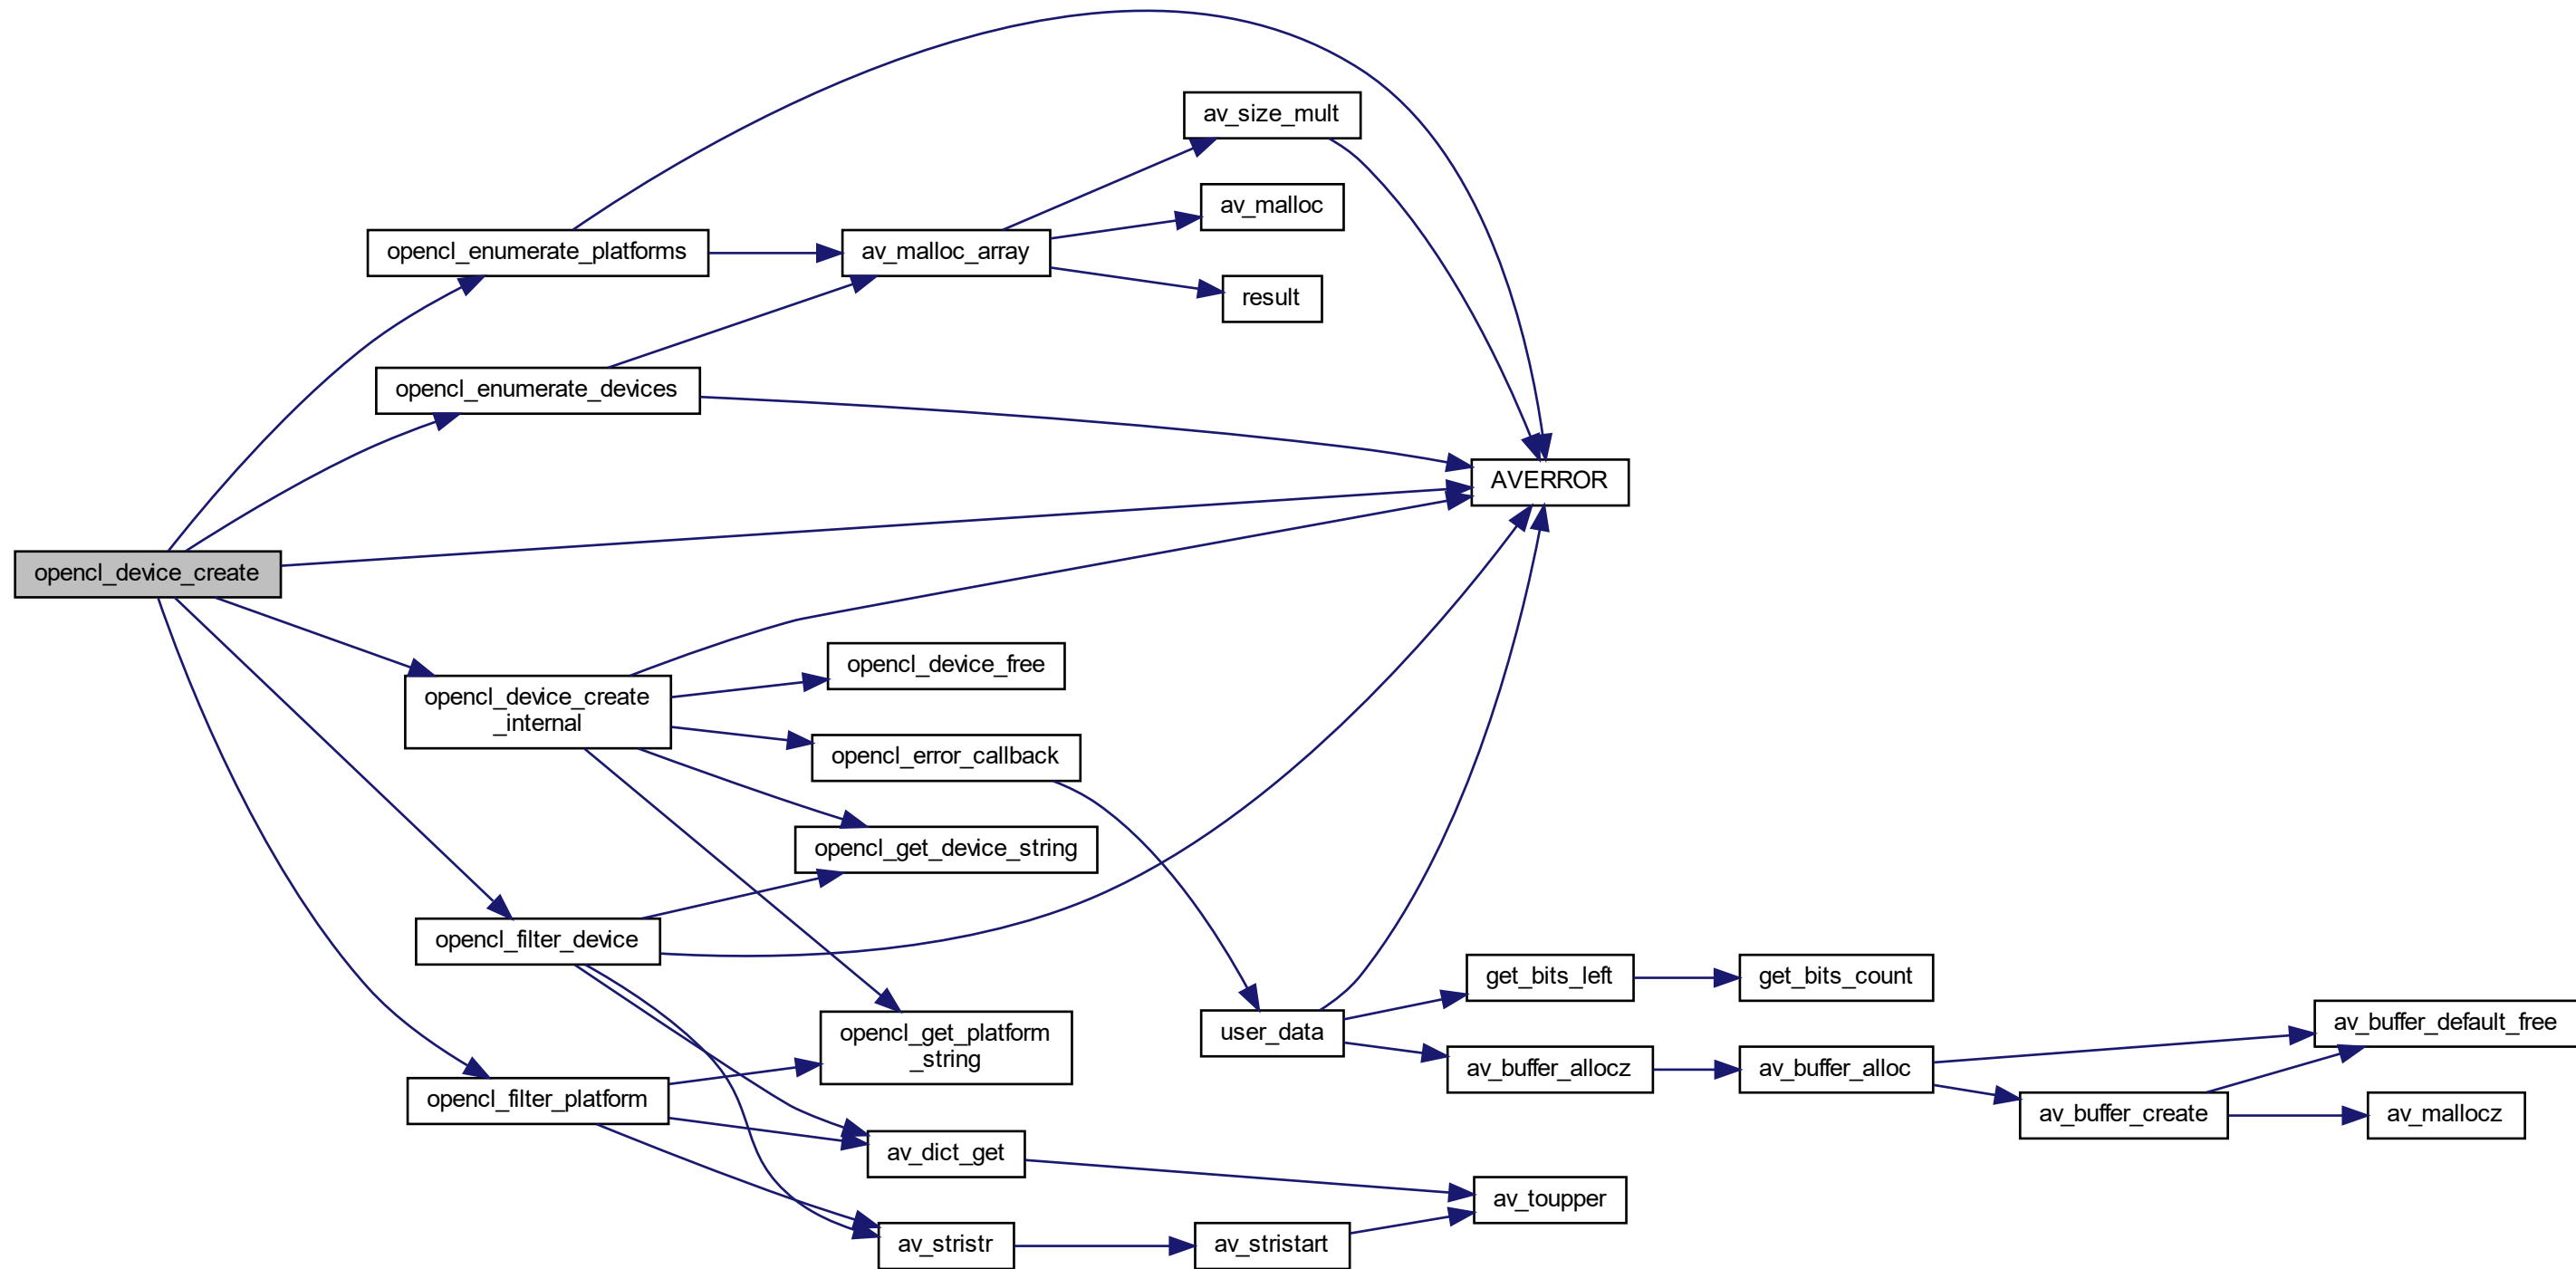 av_size_mult
av_malloc
opencl_enumerate_platforms
av_malloc_array
result
opencl_enumerate_devices
AVERROR
opencl_device_create
opencl_device_free
opencl_device_create
_internal
opencl_error_callback
opencl_get_device_string
opencl_filter_device
get_bits_left
get_bits_count
opencl_get_platform
_string
user_data
av_buffer_default_free
av_buffer_allocz
av_buffer_alloc
opencl_filter_platform
av_buffer_create
av_mallocz
av_dict_get
av_toupper
av_stristr
av_stristart